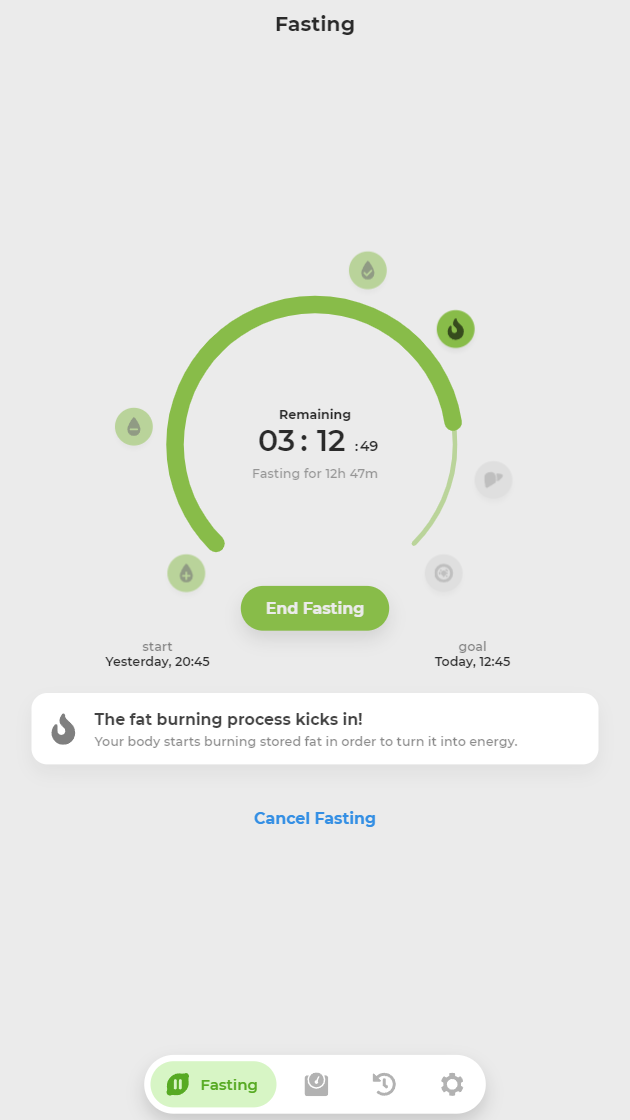 Fasting
Remaining
03 : 12 :49
Fasting for 12h 47m
End Fasting
start
Yesterday, 20:45
goal
Today, 12:45
The fat burning process kicks in!
Your body starts burning stored fat in order to turn it into energy.
Cancel Fasting
Fasting